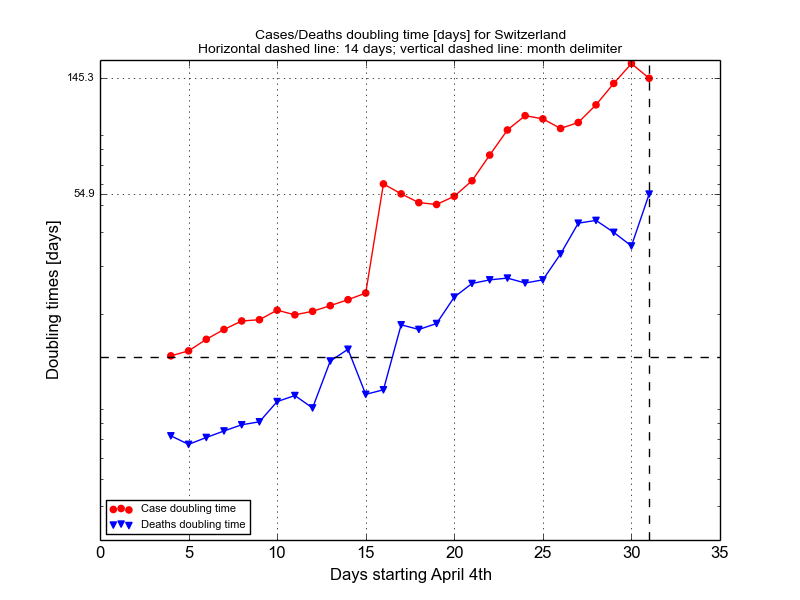 Cases/Deaths doubling time [days] for Switzerland
Horizontal dashed line: 14 days; vertical dashed line: month delimiter
145.3
54.9
Doubling times [days]
Case doubling time
Deaths doubling time
0 5 10 15 20 25 30 35
Days starting April 4th